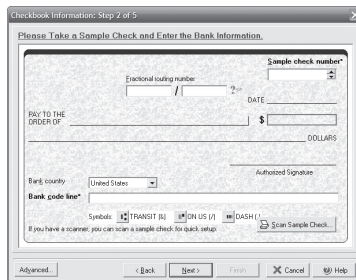 Checkbook Information: Step 2 of 5
Please Take a Sample Check and Enter the Bank Information.
Sample check number*
Fractional routing number
/
DATE
PAY TO THE
ORDER OF
$
DOLLARS
Authorized Signature
Bank country
United States
Bank code line*
Symbols: TRANSIT (&) ON US (/) DASH (
If you have a scanner, you can scan a sample check for quick setup.
Scan Sample Check...
Advanced... < Back Next > Finish Cancel Help